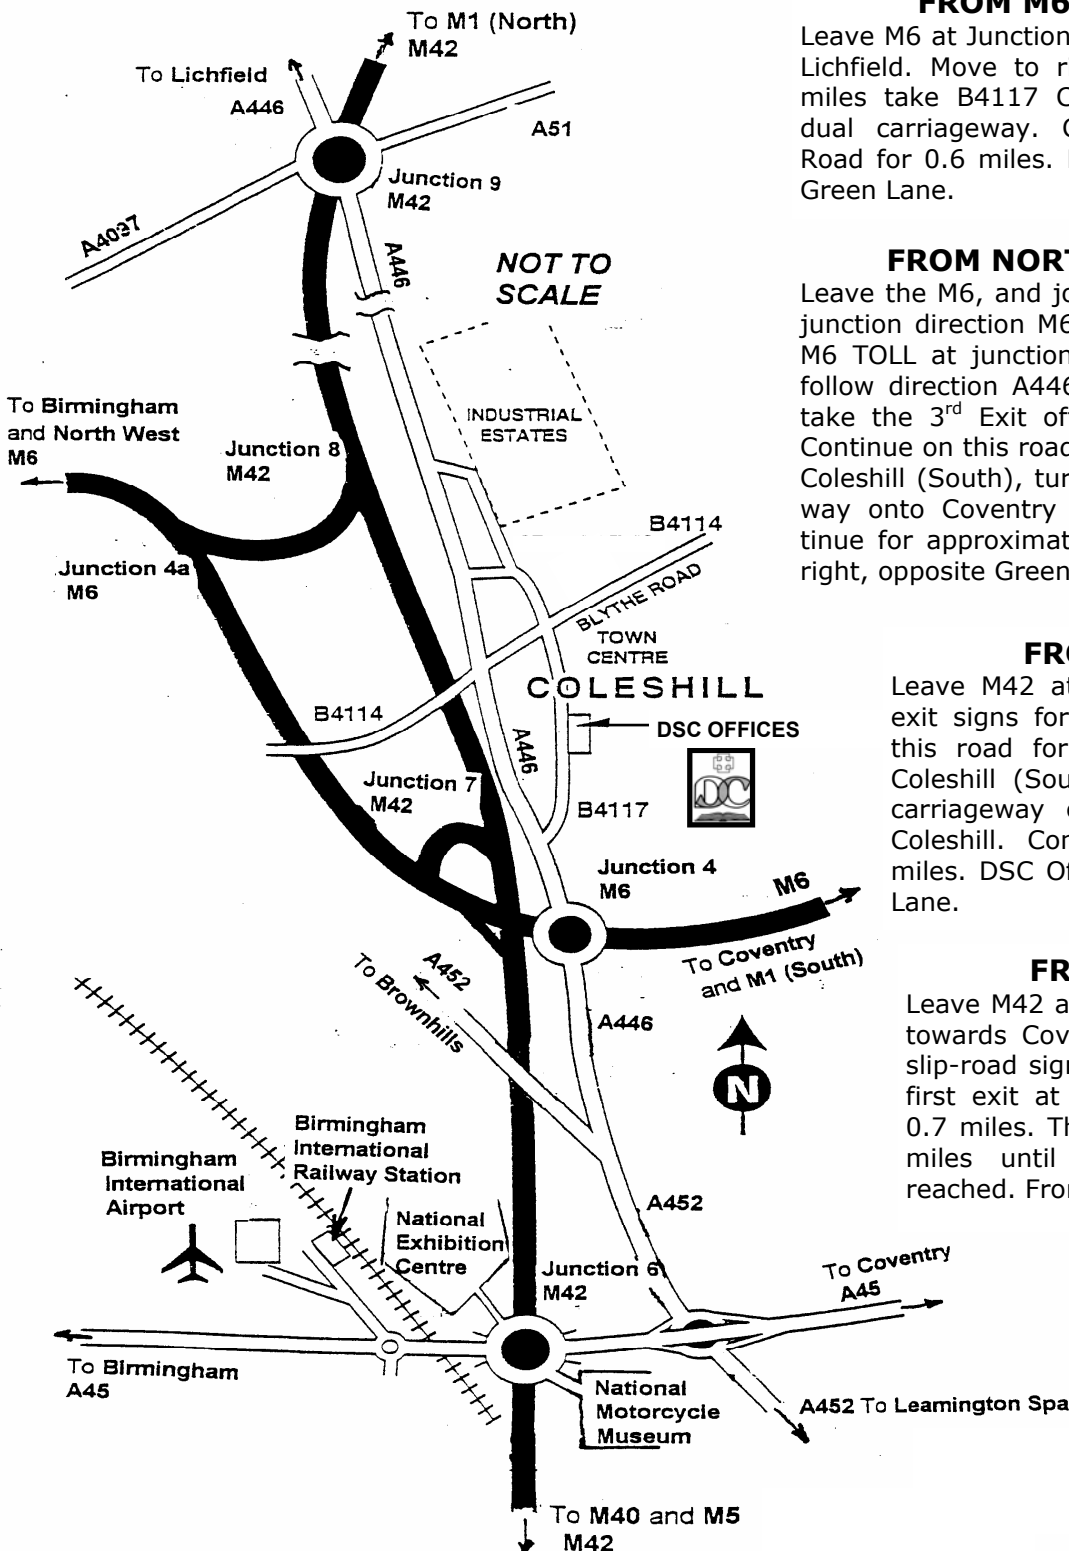 To M1 (North)
M42
To Lichfield
A446
A51
Junction 9
M42
A4097
A446
NOT TO
SCALE
To Birmingham
and North West
M6
Junction 8
M42
INDUSTRIAL
ESTATES
B4114
Junction 4a
M6
BLYTHE ROAD
TOWN
CENTRE
COLESHILL
B4114
DSC OFFICES
A446
DC
Junction 7
M42
B4117
Junction 4
M6
M6
To Coventry
and M1 (South)
A452
To Brownhills
A446
N
Birmingham
International
Railway Station
Birmingham
International
Airport
National
Exhibition
Centre
A452
Junction 6
M42
To Coventry
A45
To Birmingham
A45
National
Motorcycle
Museum
A452 To Leamington Spa
To M40 and M5
M42
FROM M6
Leave M6 at Junction
Lichfield. Move to r
miles take B4117 C
dual carriageway. C
Road for 0.6 miles.
Green Lane.
FROM NORT
Leave the M6, and jo
junction direction M6
M6 TOLL at junction
follow direction A446
take the 3rd Exit of
Continue on this road
Coleshill (South), tur
way onto Coventry
tinue for approximat
right, opposite Green
FRO
Leave M42 at
exit signs for
this road for
Coleshill (Sou
carriageway
Coleshill. Con
miles. DSC Of
Lane.
FR
Leave M42 a
towards Cov
slip-road sign
first exit at
0.7 miles. Th
miles until
reached. Fro